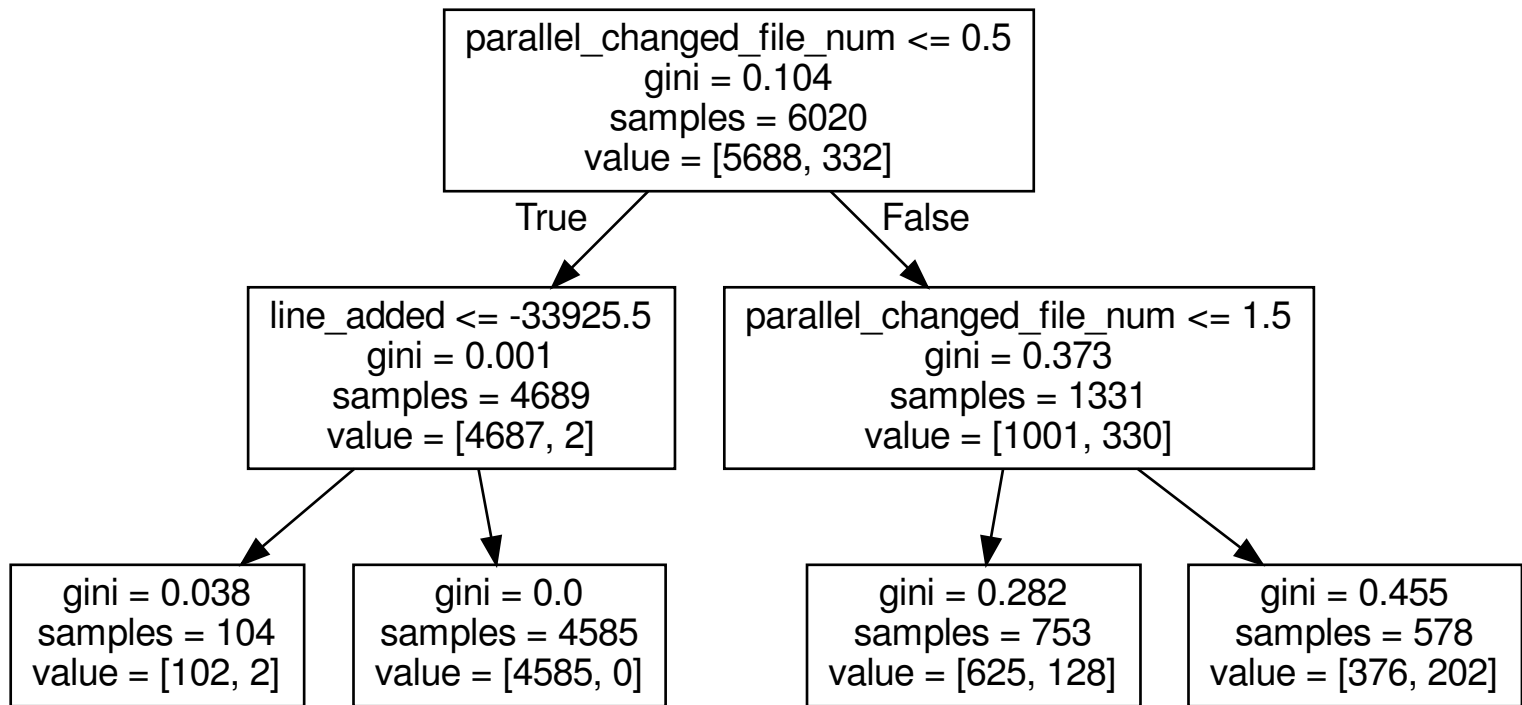 parallel_changed_file_num <= 0.5
gini = 0.104
samples = 6020
value = [5688, 332]
True
False
line_added <= -33925.5
gini = 0.001
samples = 4689
value = [4687, 2]
parallel_changed_file_num <= 1.5
gini = 0.373
samples = 1331
value = [1001, 330]
gini = 0.038
samples = 104
value = [102, 2]
gini = 0.0
samples = 4585
value = [4585, 0]
gini = 0.282
samples = 753
value = [625, 128]
gini = 0.455
samples = 578
value = [376, 202]